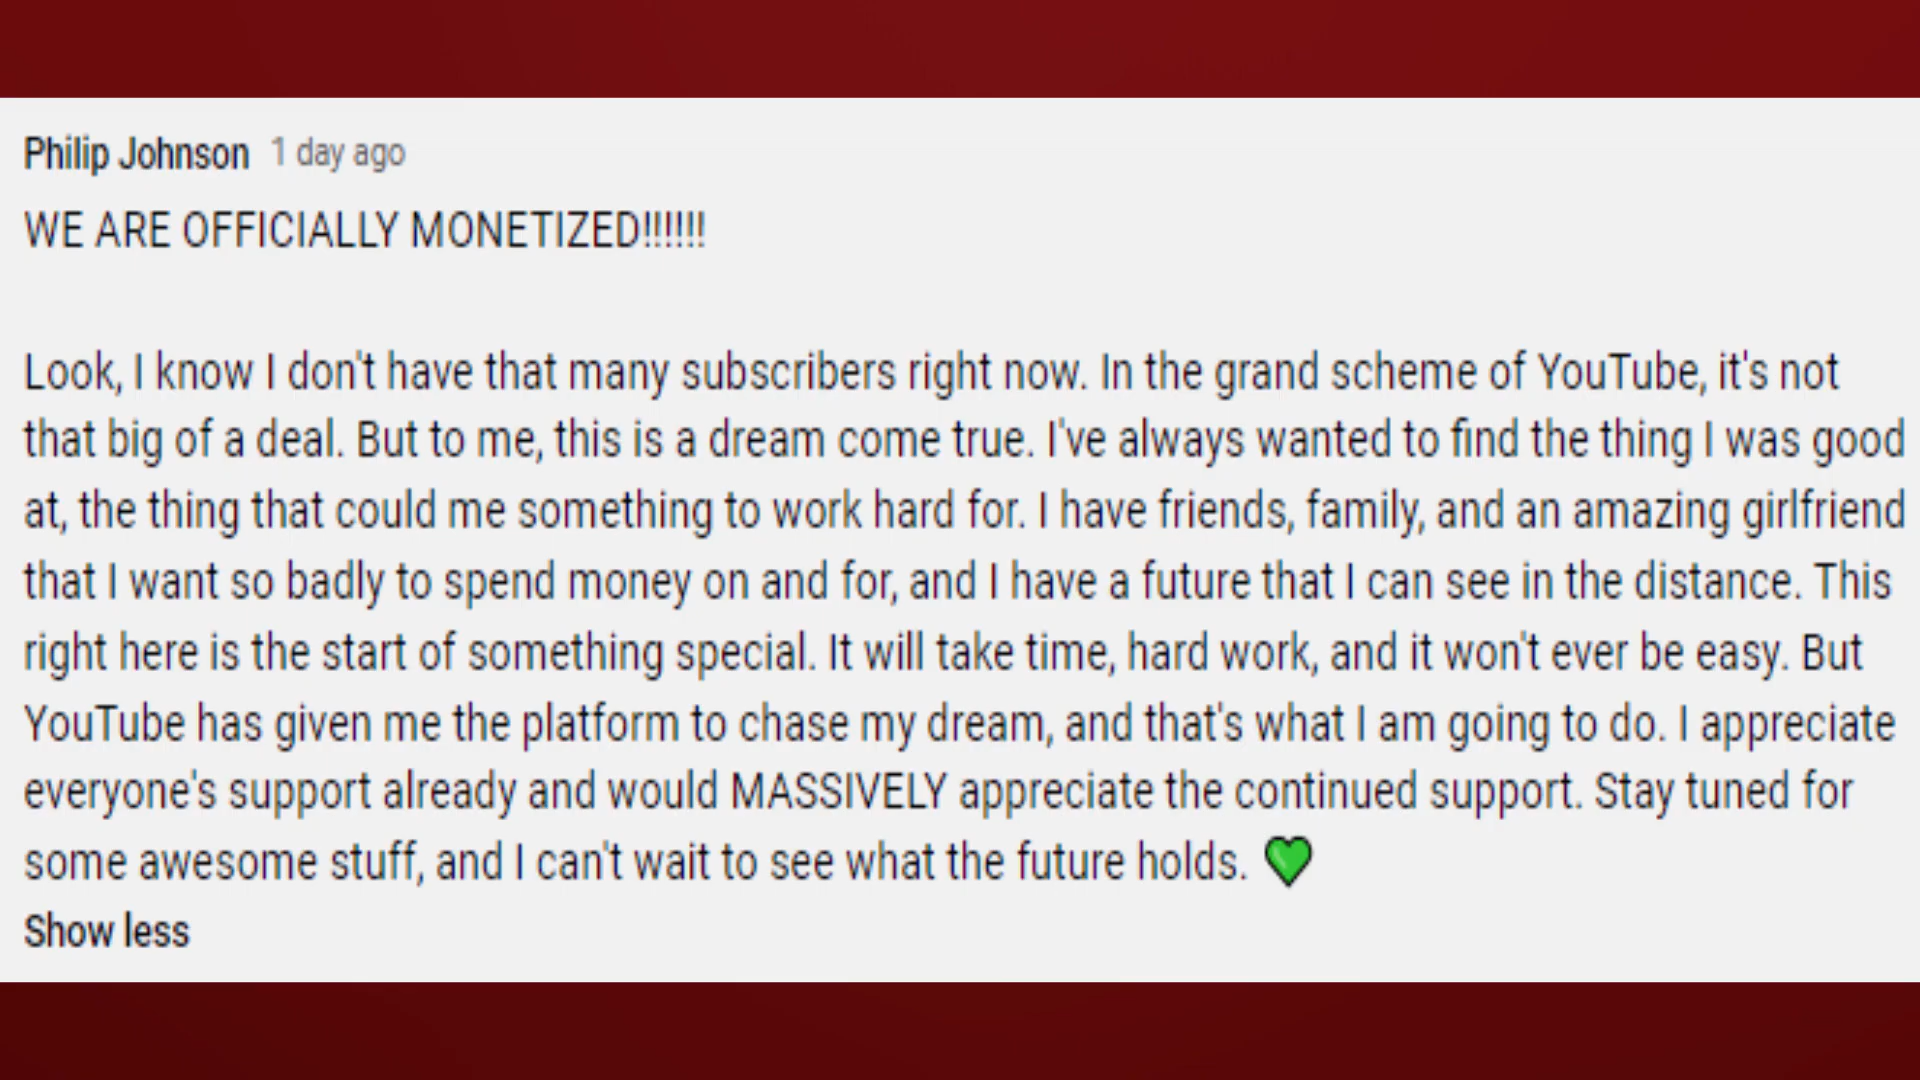 Philip Johnson 1 day ago
WE ARE OFFICIALLY MONETIZED!!!!!!
Look, I know I don't have that many subscribers right now. In the grand scheme of YouTube, it's not
that big of a deal. But to me, this is a dream come true. I've always wanted to find the thing I was good
at, the thing that could me something to work hard for. I have friends, family, and an amazing girlfriend
that I want so badly to spend money on and for, and I have a future that I can see in the distance. This
right here is the start of something special. It will take time, hard work, and it won't ever be easy. But
YouTube has given me the platform to chase my dream, and that's what I am going to do. I appreciate
everyone's support already and would MASSIVELY appreciate the continued support. Stay tuned for
some awesome stuff, and I can't wait to see what the future holds. 💚
Show less